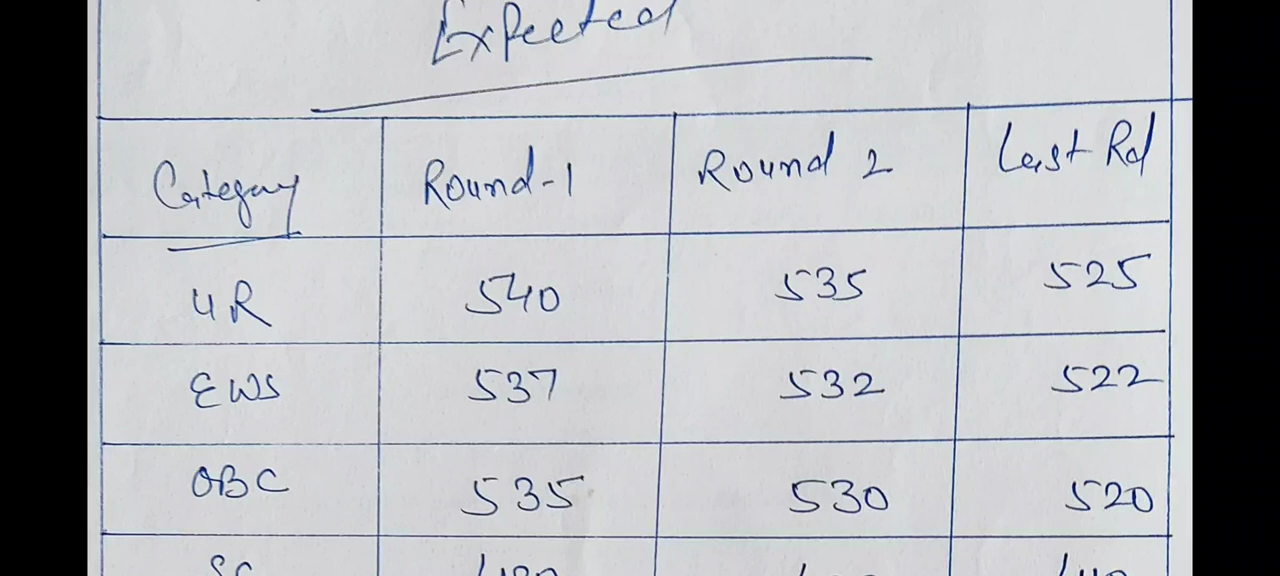 Expected
Category Round-1 Round 2 Last Rd
UR 540 535 525
EWS 537 532 522
OBC 535 530 520
SC